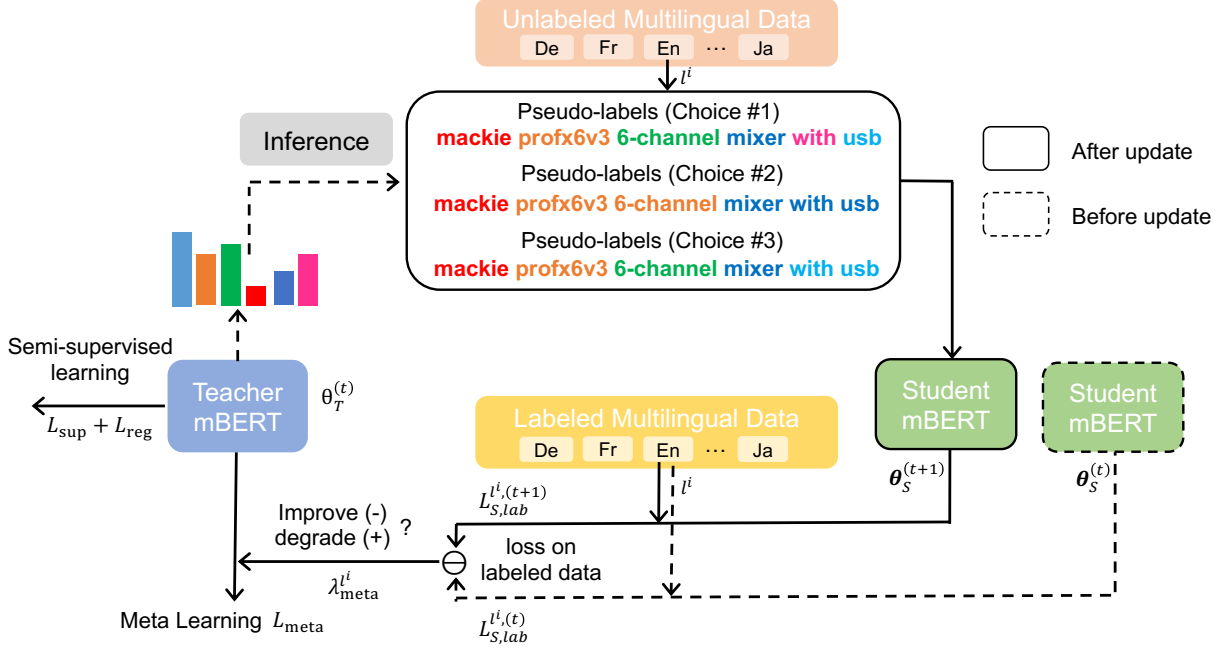 Unlabeled Multilingual Data
De Fr En ... Ja
l^i
Inference
Pseudo-labels (Choice #1)
mackie profx6v3 6-channel mixer with usb
Pseudo-labels (Choice #2)
mackie profx6v3 6-channel mixer with usb
Pseudo-labels (Choice #3)
mackie profx6v3 6-channel mixer with usb
After update
Before update
Semi-supervised
learning
L_sup + L_reg
Teacher
mBERT
θ_T^(t)
Labeled Multilingual Data
De Fr En ... Ja
l^i
Student
mBERT
θ_S^(t+1)
Student
mBERT
θ_S^(t)
L_{S,lab}^{l^i,(t+1)}
Improve (-)
degrade (+) ?
λ_meta^{l^i}
loss on
labeled data
L_{S,lab}^{l^i,(t)}
Meta Learning L_meta